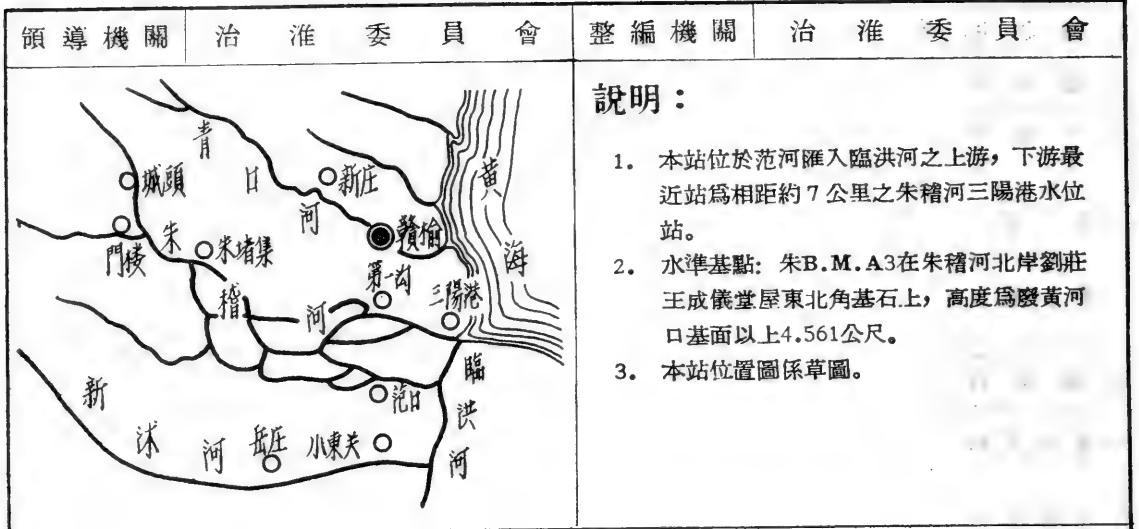 領導機關 治淮委員會 整編機關 治淮委員會
青口河
新庄
黃海
城頭
贛榆
門楼
朱堵集
朱稽河
第一沟
三陽港
臨洪河
范口
新沭河
岳庄
小東关
說明：
1. 本站位於范河匯入臨洪河之上游，下游最
近站爲相距約7公里之朱稽河三陽港水位
站。
2. 水準基點: 朱B.M.A3在朱稽河北岸劉莊
王成儀堂屋東北角基石上，高度爲廢黃河
口基面以上4.561公尺。
3. 本站位置圖係草圖。